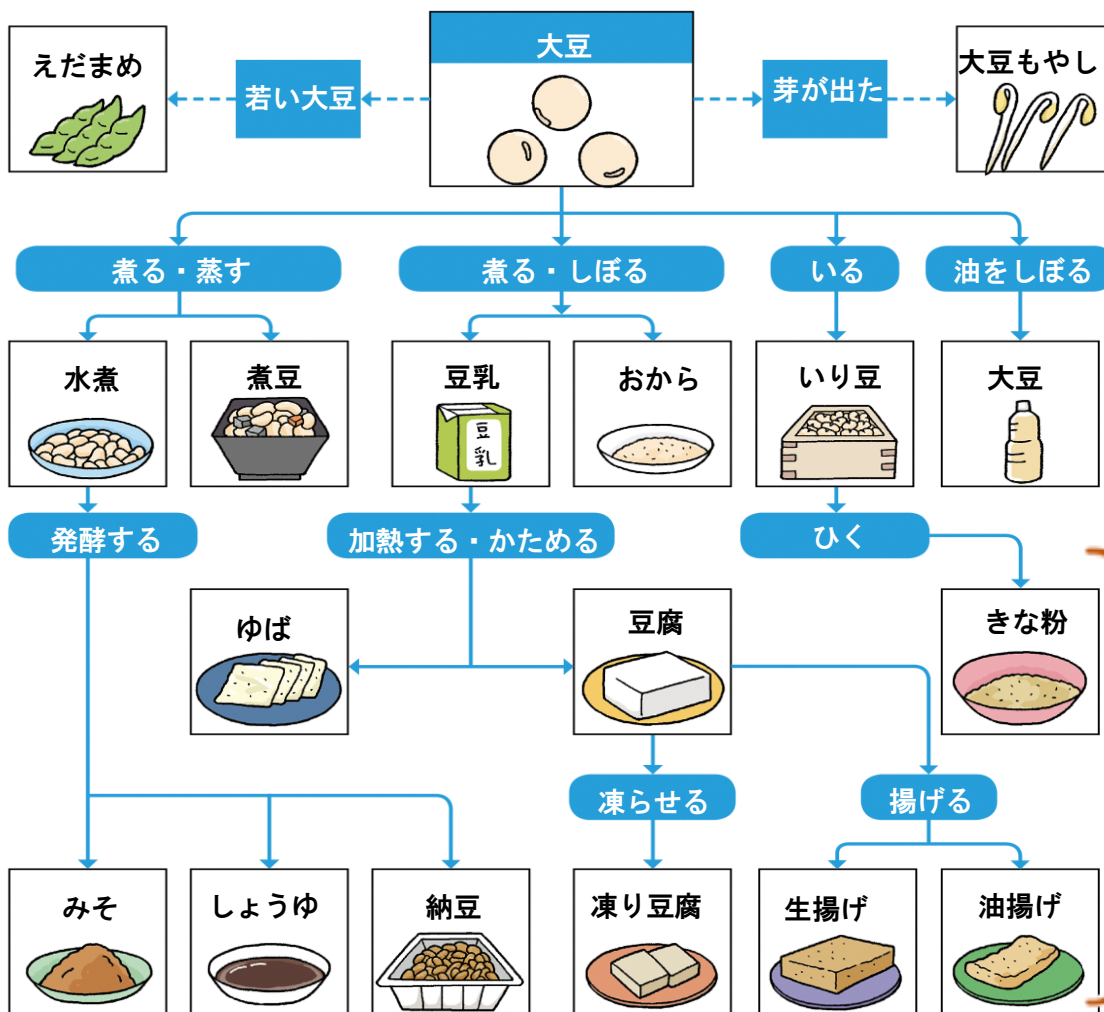 大豆
えだまめ
若い大豆
芽が出た
大豆もやし
煮る・蒸す
煮る・しぼる
いる
油をしぼる
水煮
煮豆
豆乳
豆乳
おから
いり豆
大豆
発酵する
加熱する・かためる
ひく
ゆば
豆腐
きな粉
凍らせる
揚げる
みそ
しょうゆ
納豆
凍り豆腐
生揚げ
油揚げ